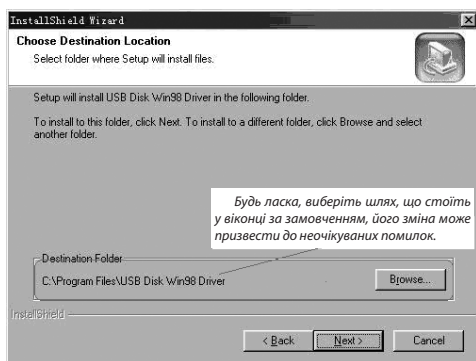 InstallShield Wizard
Choose Destination Location
Select folder where Setup will install files.
Setup will install USB Disk Win98 Driver in the following folder.
To install to this folder, click Next. To install to a different folder, click Browse and select
another folder.
Будь ласка, виберіть шлях, що стоїть
у віконці за замовченням, його зміна може
призвести до неочікуваних помилок.
Destination Folder
C:\Program Files\USB Disk Win98 Driver
Browse...
InstallShield
< Back
Next >
Cancel